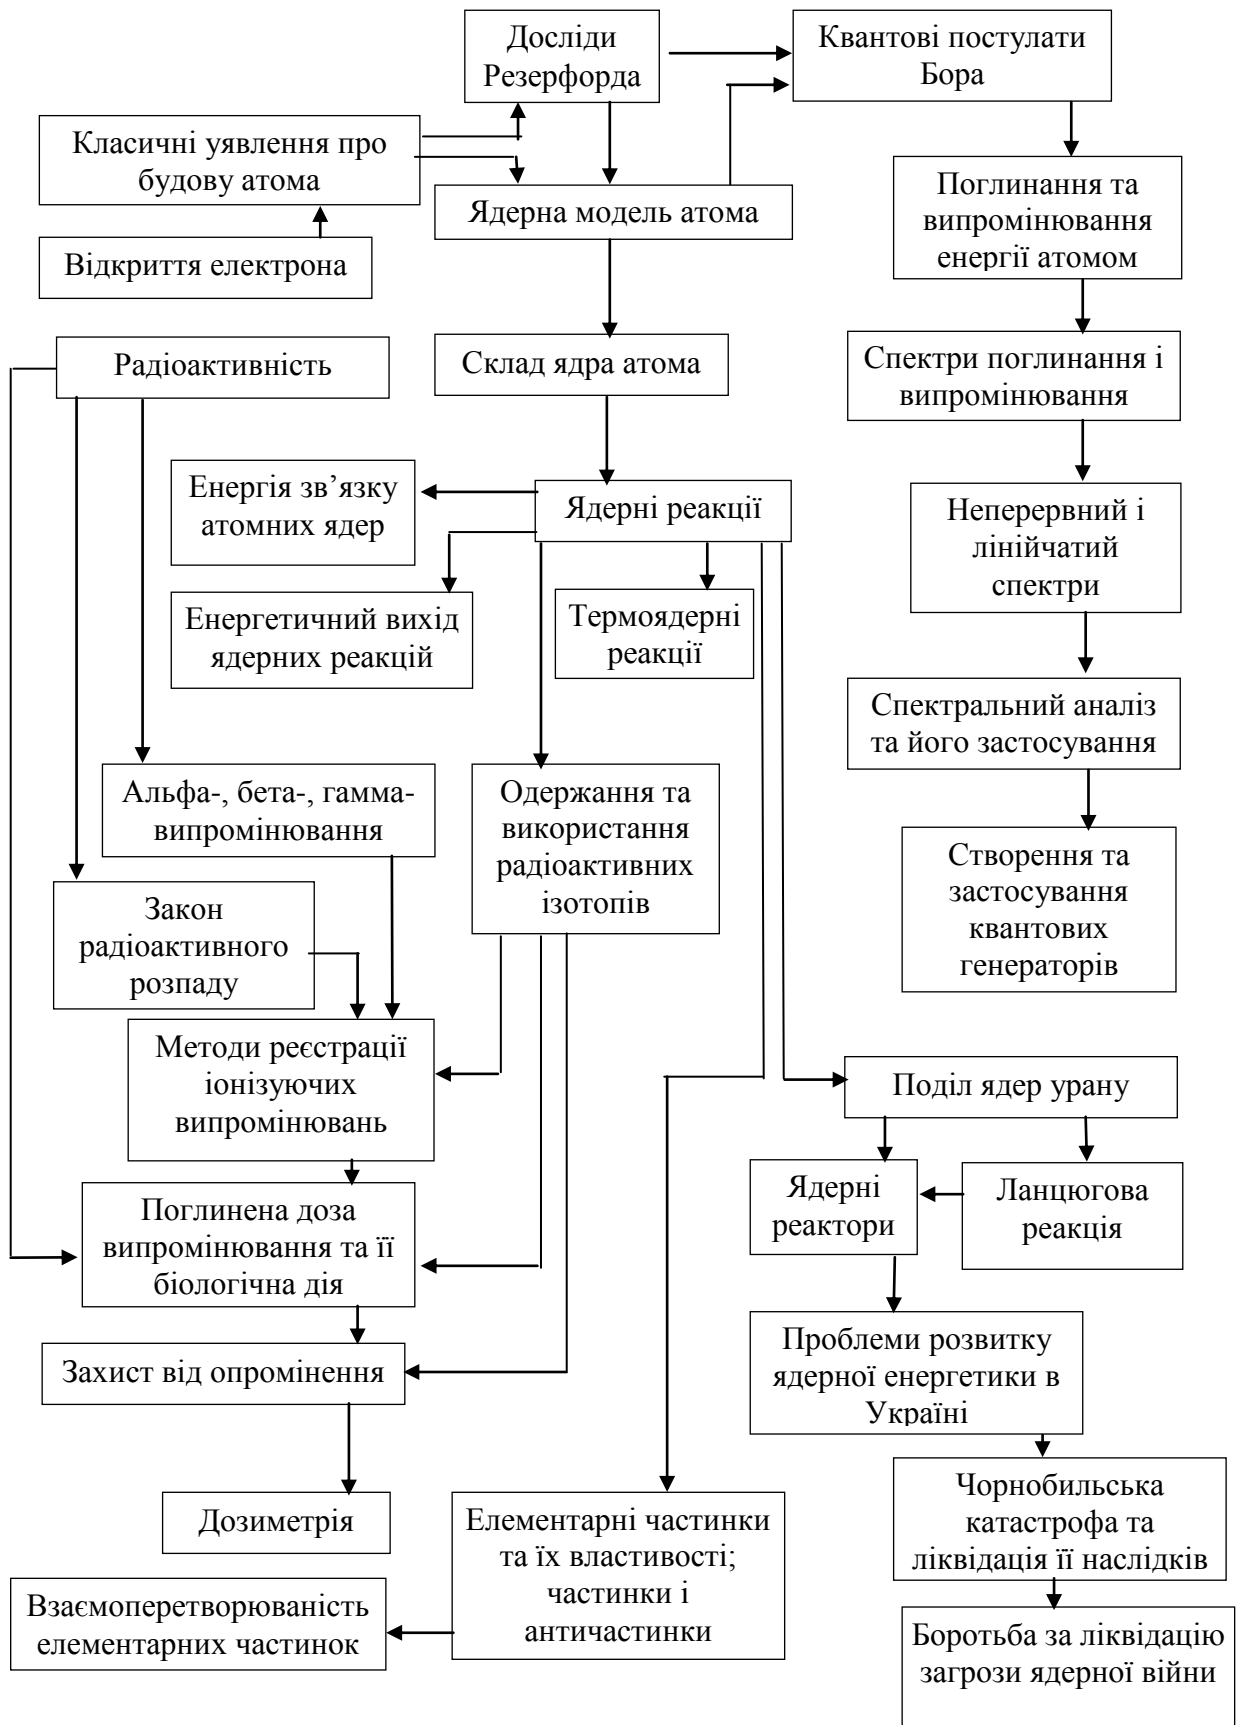 Досліди
Резерфорда
Квантові постулати
Бора
Класичні уявлення про
будову атома
Ядерна модель атома
Поглинання та
випромінювання
енергії атомом
Відкриття електрона
Радіоактивність
Склад ядра атома
Спектри поглинання і
випромінювання
Енергія зв’язку
атомних ядер
Ядерні реакції
Неперервний і
лінійчатий
спектри
Енергетичний вихід
ядерних реакцій
Термоядерні
реакції
Спектральний аналіз
та його застосування
Альфа-, бета-, гамма-
випромінювання
Одержання та
використання
радіоактивних
ізотопів
Створення та
застосування
квантових
генераторів
Закон
радіоактивного
розпаду
Методи реєстрації
іонізуючих
випромінювань
Поділ ядер урану
Ядерні
реактори
Ланцюгова
реакція
Поглинена доза
випромінювання та її
біологічна дія
Проблеми розвитку
ядерної енергетики в
Україні
Захист від опромінення
Чорнобильська
катастрофа та
ліквідація її наслідків
Дозиметрія
Елементарні частинки
та їх властивості;
частинки і
античастинки
Взаємоперетворюваність
елементарних частинок
Боротьба за ліквідацію
загрози ядерної війни